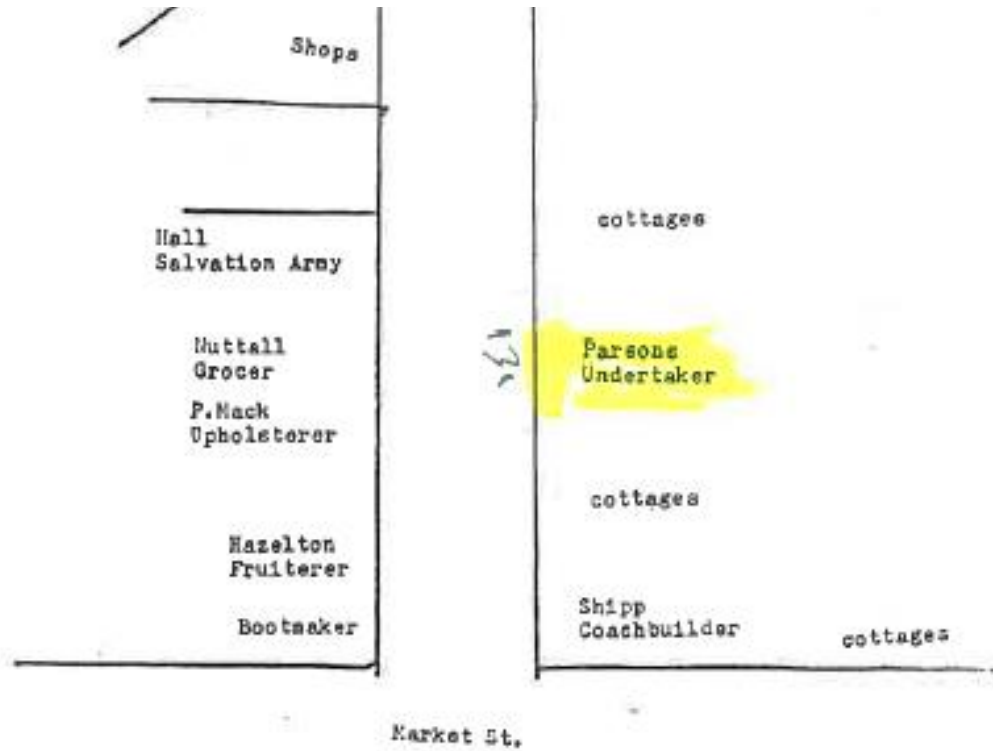 Shops
cottages
Hall
Salvation Army
Nuttall
Grocer
Parsons
Undertaker
P.Mack
Upholsterer
cottages
Hazelton
Fruiterer
Shipp
Coachbuilder
Bootmaker
cottages
Market St.